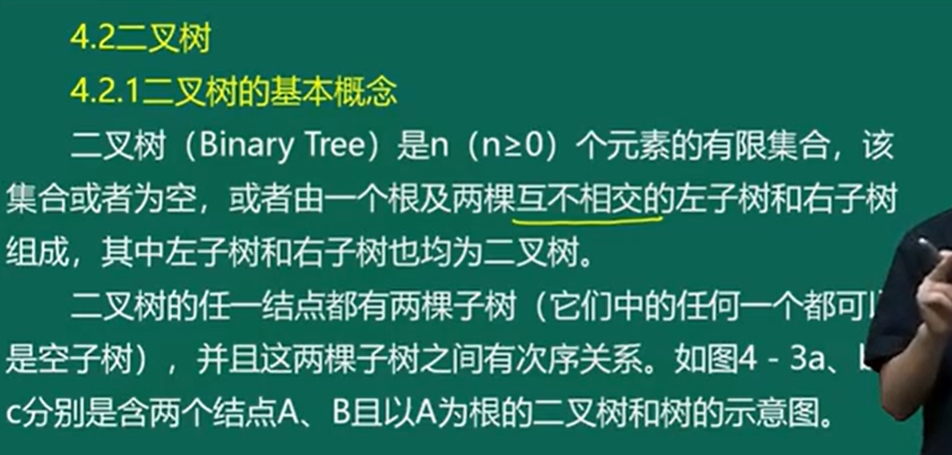 4.2二叉树
4.2.1二叉树的基本概念
二叉树（Binary Tree）是n（n≥0）个元素的有限集合，该
集合或者为空，或者由一个根及两棵互不相交的左子树和右子树
组成，其中左子树和右子树也均为二叉树。
二叉树的任一结点都有两棵子树（它们中的任何一个都可
是空子树），并且这两棵子树之间有次序关系。如图4－3a、
c分别是含两个结点A、B且以A为根的二叉树和树的示意图。